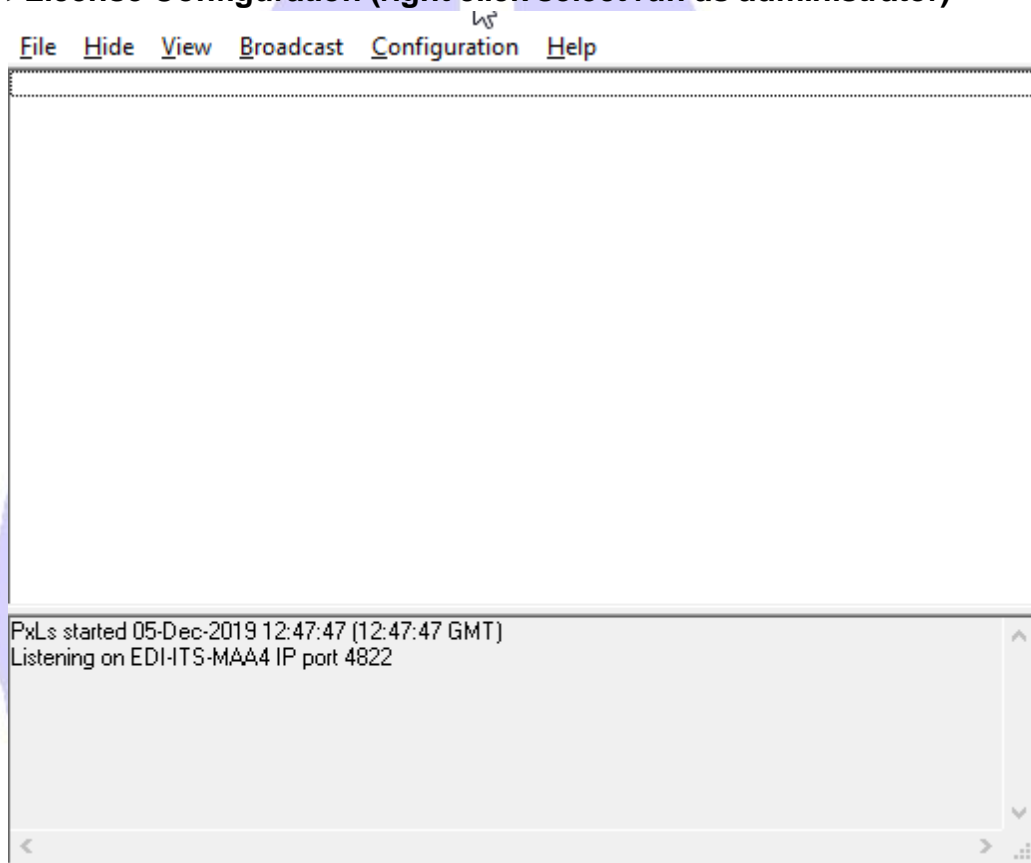 License Configuration (right click select run as administrator)
File Hide View Broadcast Configuration Help
PxLs started 05-Dec-2019 12:47:47 (12:47:47 GMT)
Listening on EDI-ITS-MAA4 IP port 4822